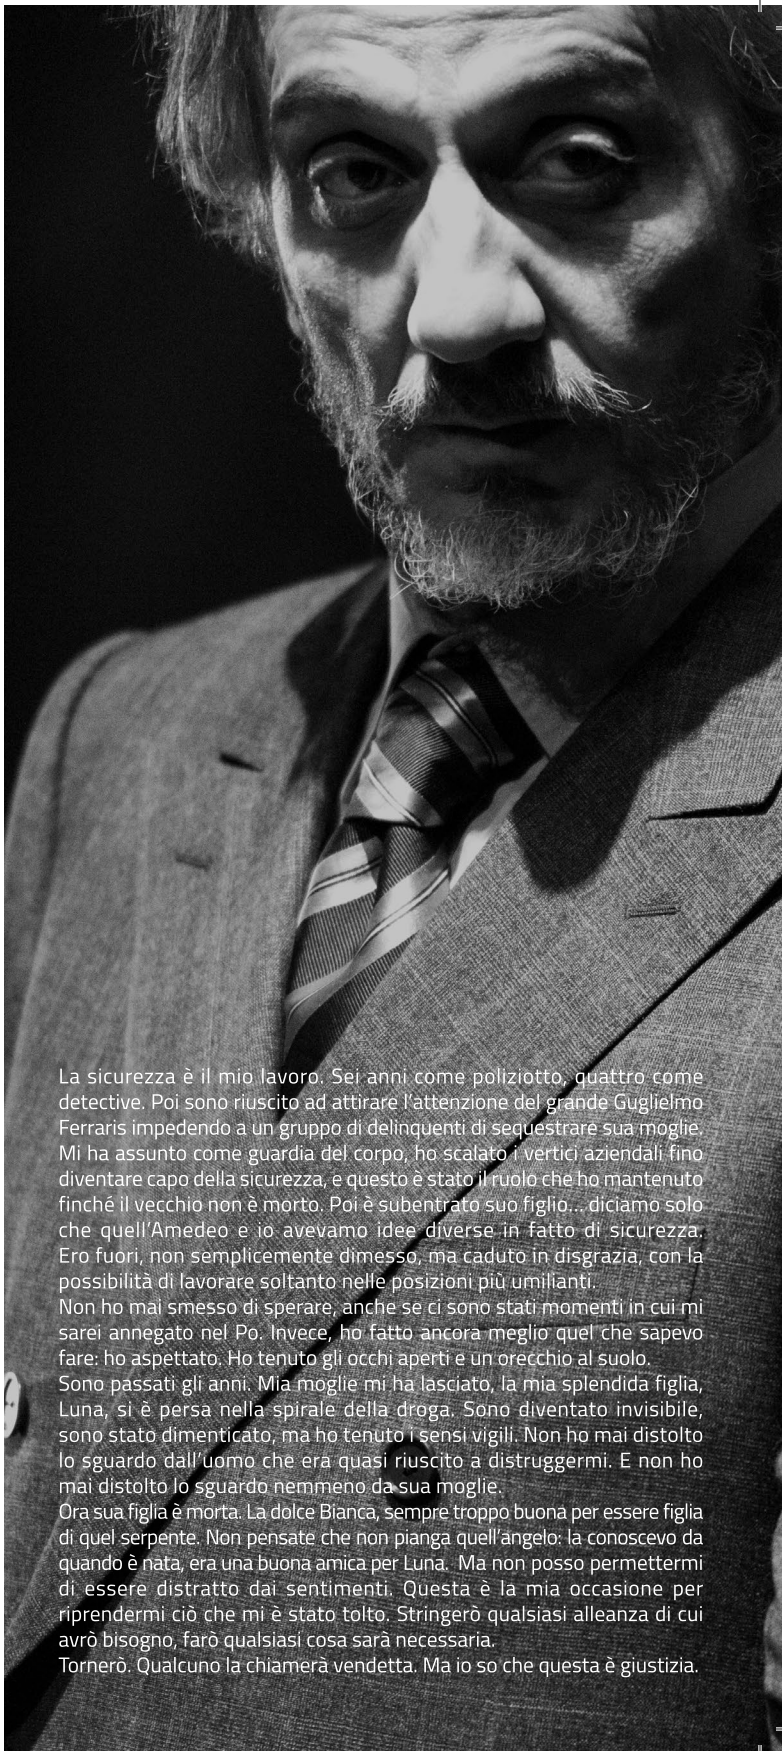 La sicurezza è il mio lavoro. Sei anni come poliziotto, quattro come
detective. Poi sono riuscito ad attirare l'attenzione del grande Guglielmo
Ferraris impedendo a un gruppo di delinquenti di sequestrare sua moglie.
Mi ha assunto come guardia del corpo, ho scalato i vertici aziendali fino
diventare capo della sicurezza, e questo è stato il ruolo che ho mantenuto
finché il vecchio non è morto. Poi è subentrato suo figlio... diciamo solo
che quell'Amedeo e io avevamo idee diverse in fatto di sicurezza.
Ero fuori, non semplicemente dimesso, ma caduto in disgrazia, con la
possibilità di lavorare soltanto nelle posizioni più umilianti.
Non ho mai smesso di sperare, anche se ci sono stati momenti in cui mi
sarei annegato nel Po. Invece, ho fatto ancora meglio quel che sapevo
fare: ho aspettato. Ho tenuto gli occhi aperti e un orecchio al suolo.
Sono passati gli anni. Mia moglie mi ha lasciato, la mia splendida figlia,
Luna, si è persa nella spirale della droga. Sono diventato invisibile,
sono stato dimenticato, ma ho tenuto i sensi vigili. Non ho mai distolto
lo sguardo dall'uomo che era quasi riuscito a distruggermi. E non ho
mai distolto lo sguardo nemmeno da sua moglie.
Ora sua figlia è morta. La dolce Bianca, sempre troppo buona per essere figlia
di quel serpente. Non pensate che non pianga quell'angelo: la conoscevo da
quando è nata, era una buona amica per Luna. Ma non posso permettermi
di essere distratto dai sentimenti. Questa è la mia occasione per
riprendermi ciò che mi è stato tolto. Stringerò qualsiasi alleanza di cui
avrò bisogno, farò qualsiasi cosa sarà necessaria.
Tornerò. Qualcuno la chiamerà vendetta. Ma io so che questa è giustizia.